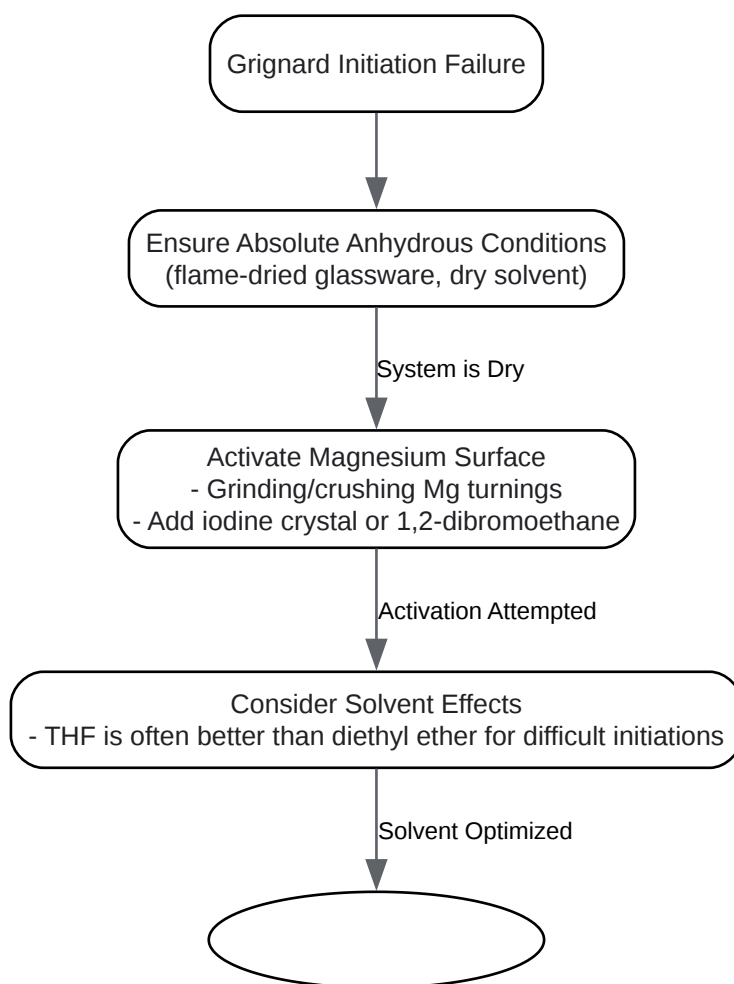 Grignard Initiation Failure
Ensure Absolute Anhydrous Conditions
(flame-dried glassware, dry solvent)
System is Dry
Activate Magnesium Surface
- Grinding/crushing Mg turnings
- Add iodine crystal or 1,2-dibromoethane
Activation Attempted
Consider Solvent Effects
- THF is often better than diethyl ether for difficult initiations
Solvent Optimized